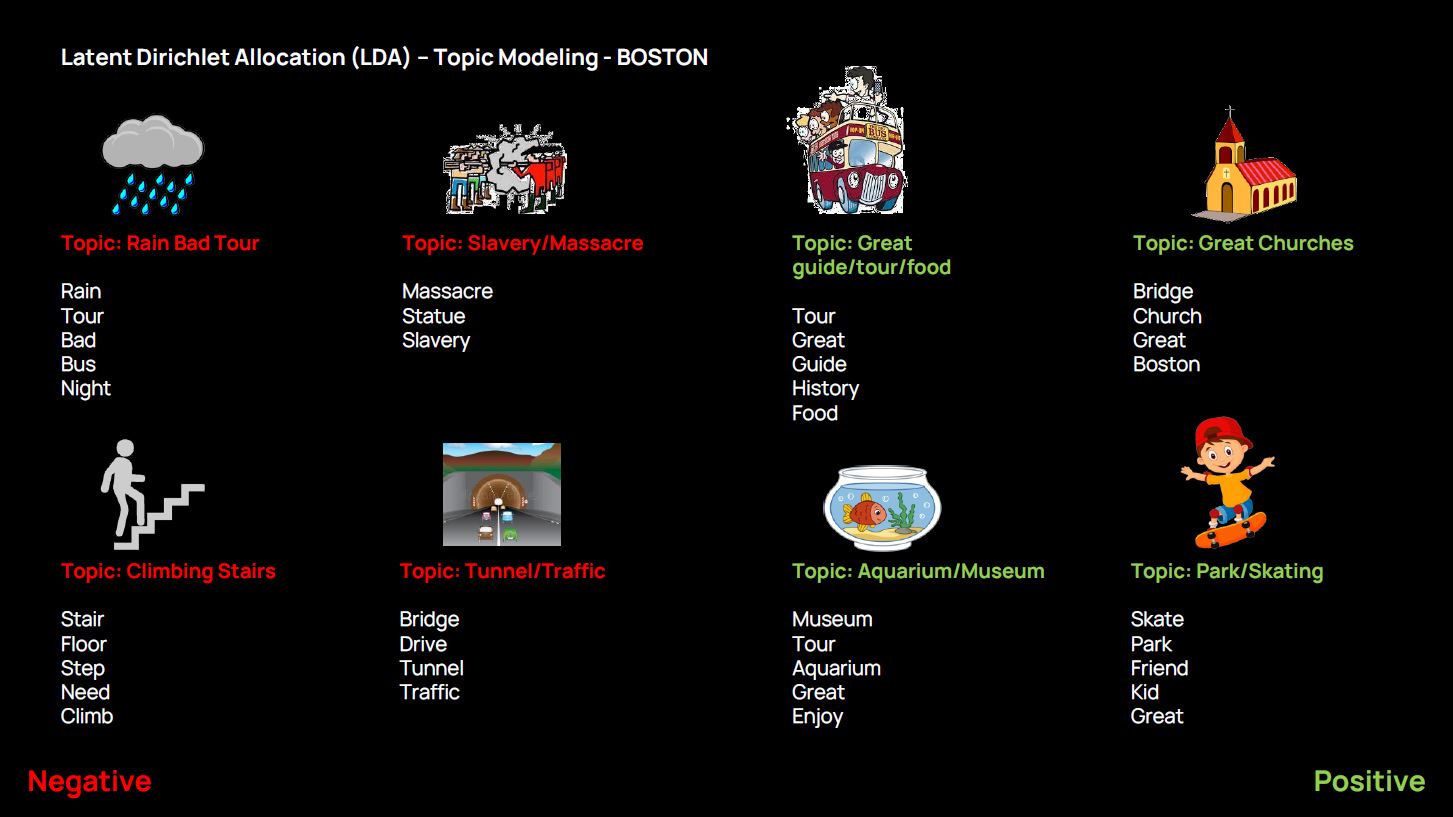 Latent Dirichlet Allocation (LDA) – Topic Modeling - BOSTON
Topic: Rain Bad Tour
Rain
Tour
Bad
Bus
Night
Topic: Slavery/Massacre
Massacre
Statue
Slavery
Topic: Great
guide/tour/food
Tour
Great
Guide
History
Food
Topic: Great Churches
Bridge
Church
Great
Boston
Topic: Climbing Stairs
Stair
Floor
Step
Need
Climb
Topic: Tunnel/Traffic
Bridge
Drive
Tunnel
Traffic
Topic: Aquarium/Museum
Museum
Tour
Aquarium
Great
Enjoy
Topic: Park/Skating
Skate
Park
Friend
Kid
Great
Negative
Positive